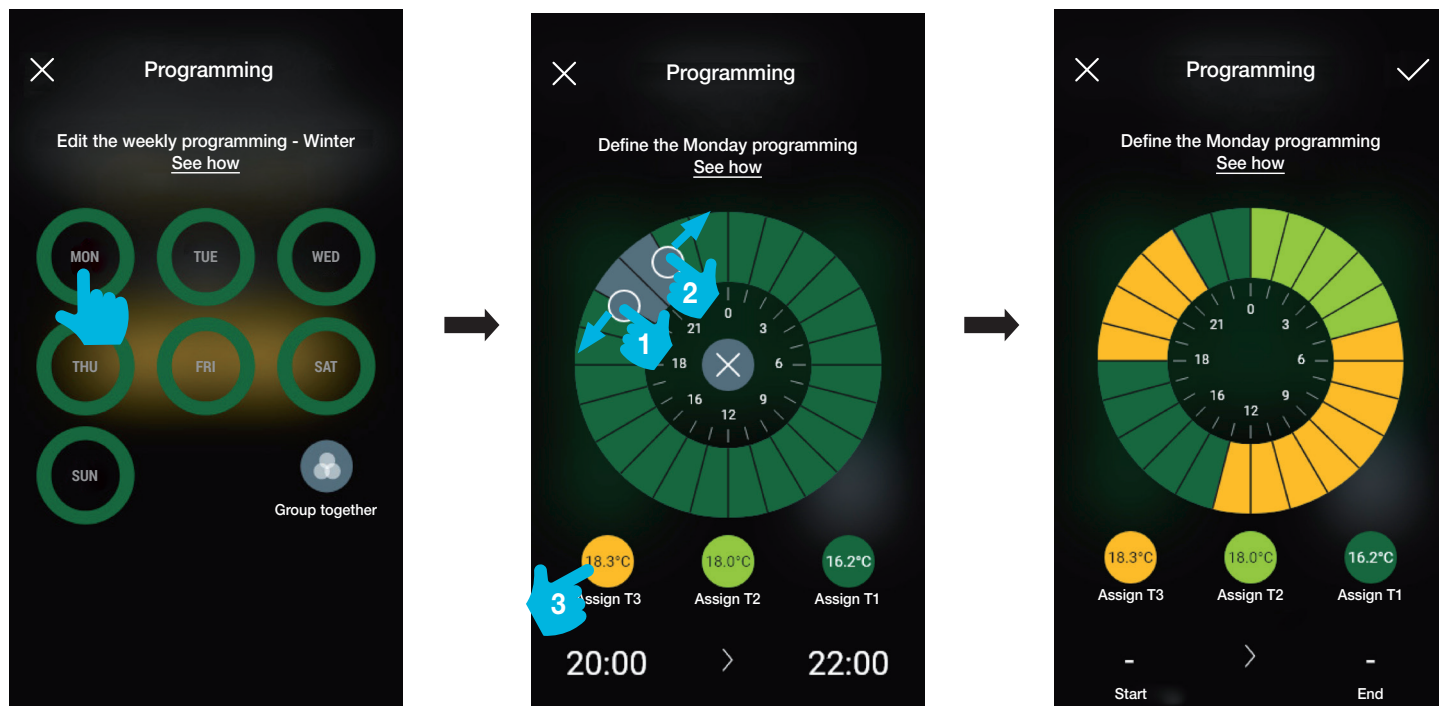 Programming
Edit the weekly programming - Winter
See how
MON
TUE
WED
THU
FRI
SAT
SUN
Group together
Programming
Define the Monday programming
See how
2
1
0
3
6
9
12
16
18
21
18.3°C
18.0°C
16.2°C
3
Assign T2
Assign T1
20:00
22:00
Programming
Define the Monday programming
See how
0
3
6
9
12
16
18
21
18.3°C
18.0°C
16.2°C
Assign T3
Assign T2
Assign T1
-
-
Start
End